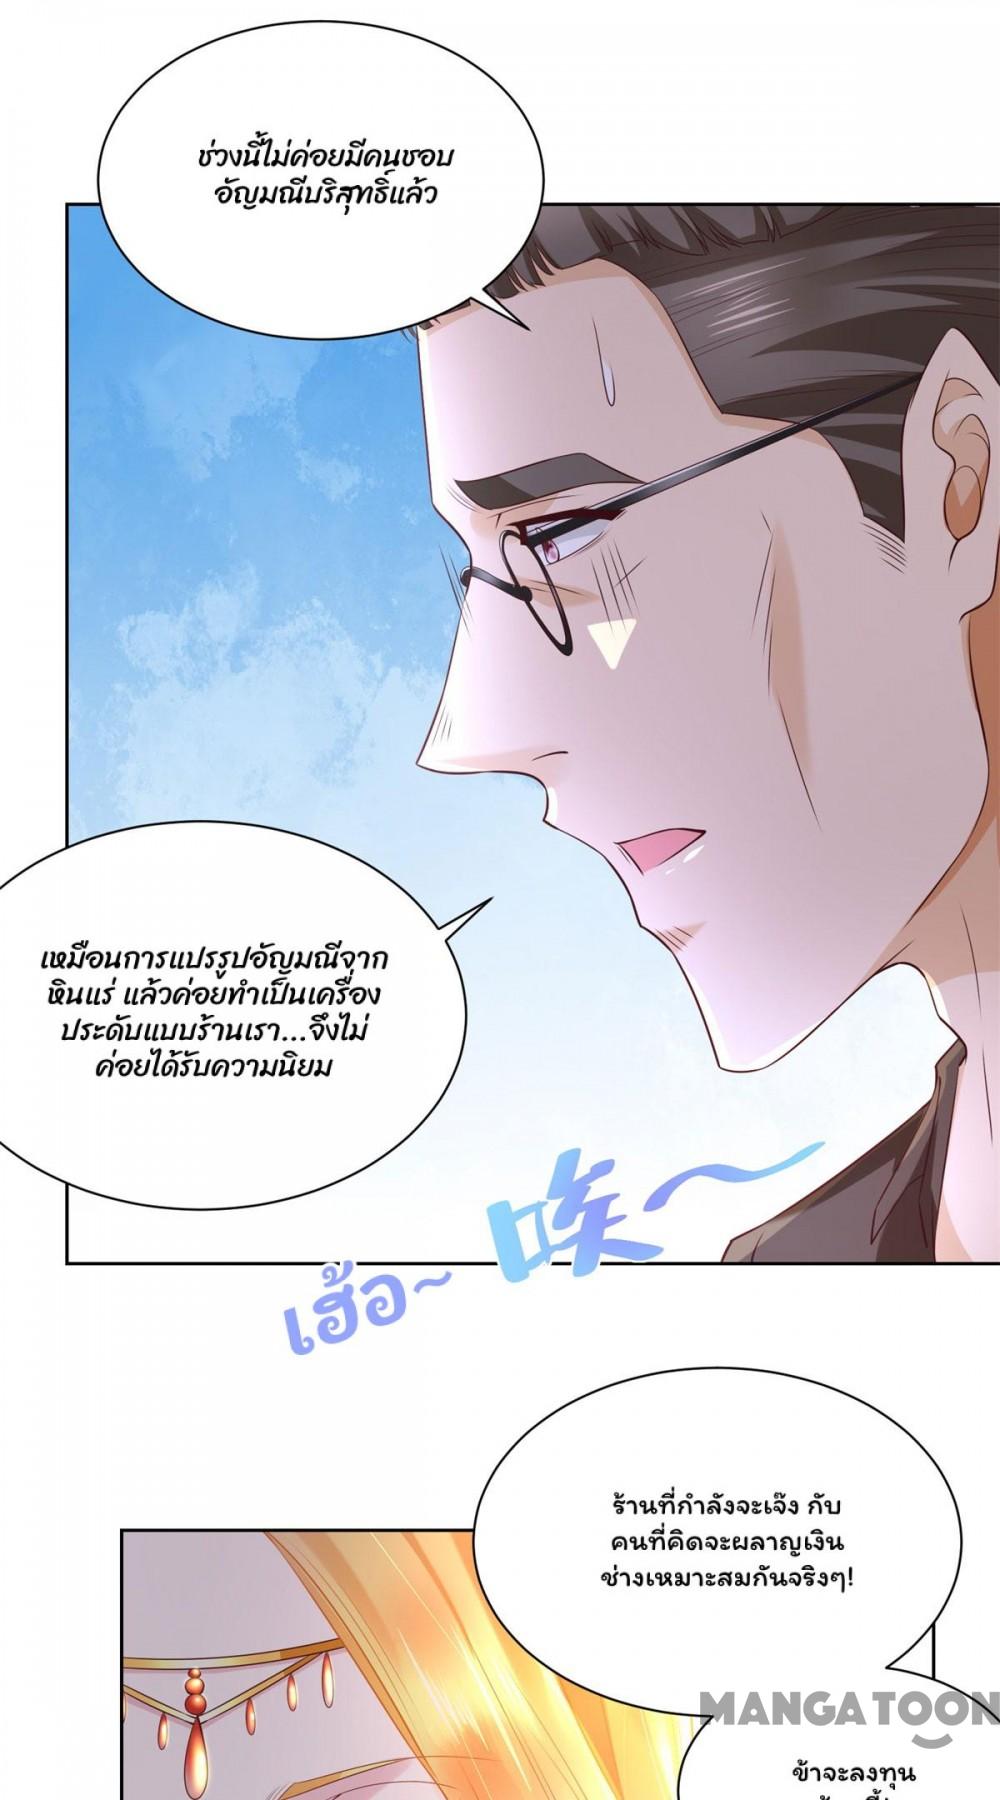 ช่วงนี้ไม่ค่อยมีคนชอบ
อัญมณีบริสุทธิ์แล้ว
เหมือนการแปรรูปอัญมณีจาก
หินแร่ แล้วค่อยทำเป็นเครื่อง
ประดับแบบร้านเรา...จึงไม่
ค่อยได้รับความนิยม
唉~
เฮ้อ~
ร้านที่กำลังจะเจ๊ง กับ
คนที่คิดจะผลาญเงิน
ช่างเหมาะสมกันจริงๆ!
MANGATOON
ข้าจะลงทุน